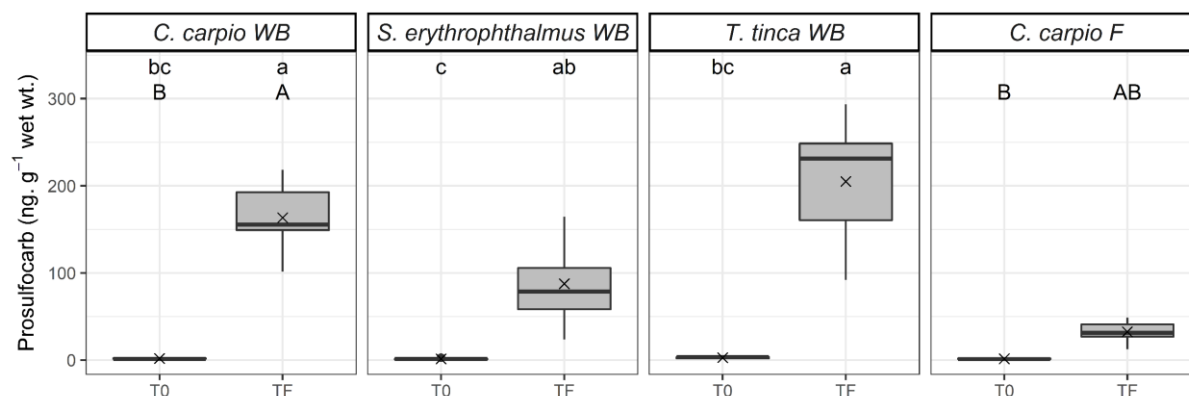 C. carpio WB
S. erythrophthalmus WB
T. tinca WB
C. carpio F
bc a c ab bc a
B A B AB
300
200
100
0
Prosulfocarb (ng. g⁻¹ wet wt.)
T0 TF T0 TF T0 TF T0 TF